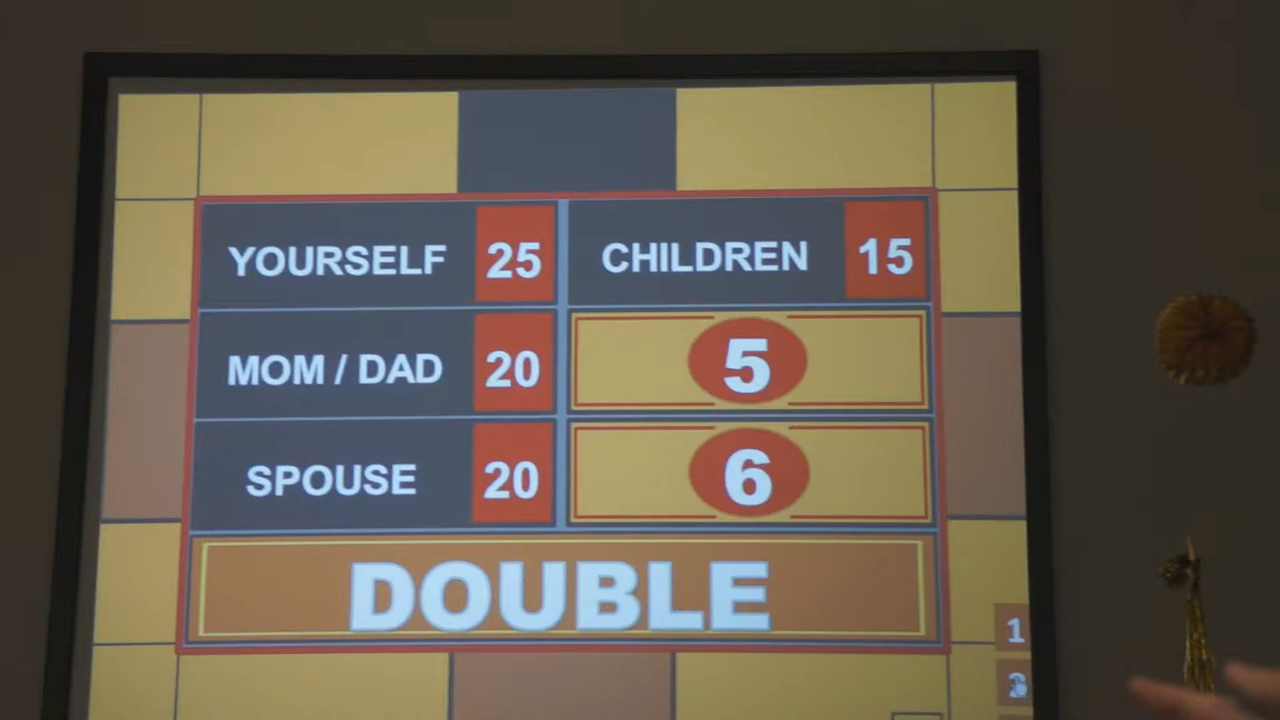 YOURSELF 25
CHILDREN 15
MOM / DAD 20
5
SPOUSE 20
6
DOUBLE
1